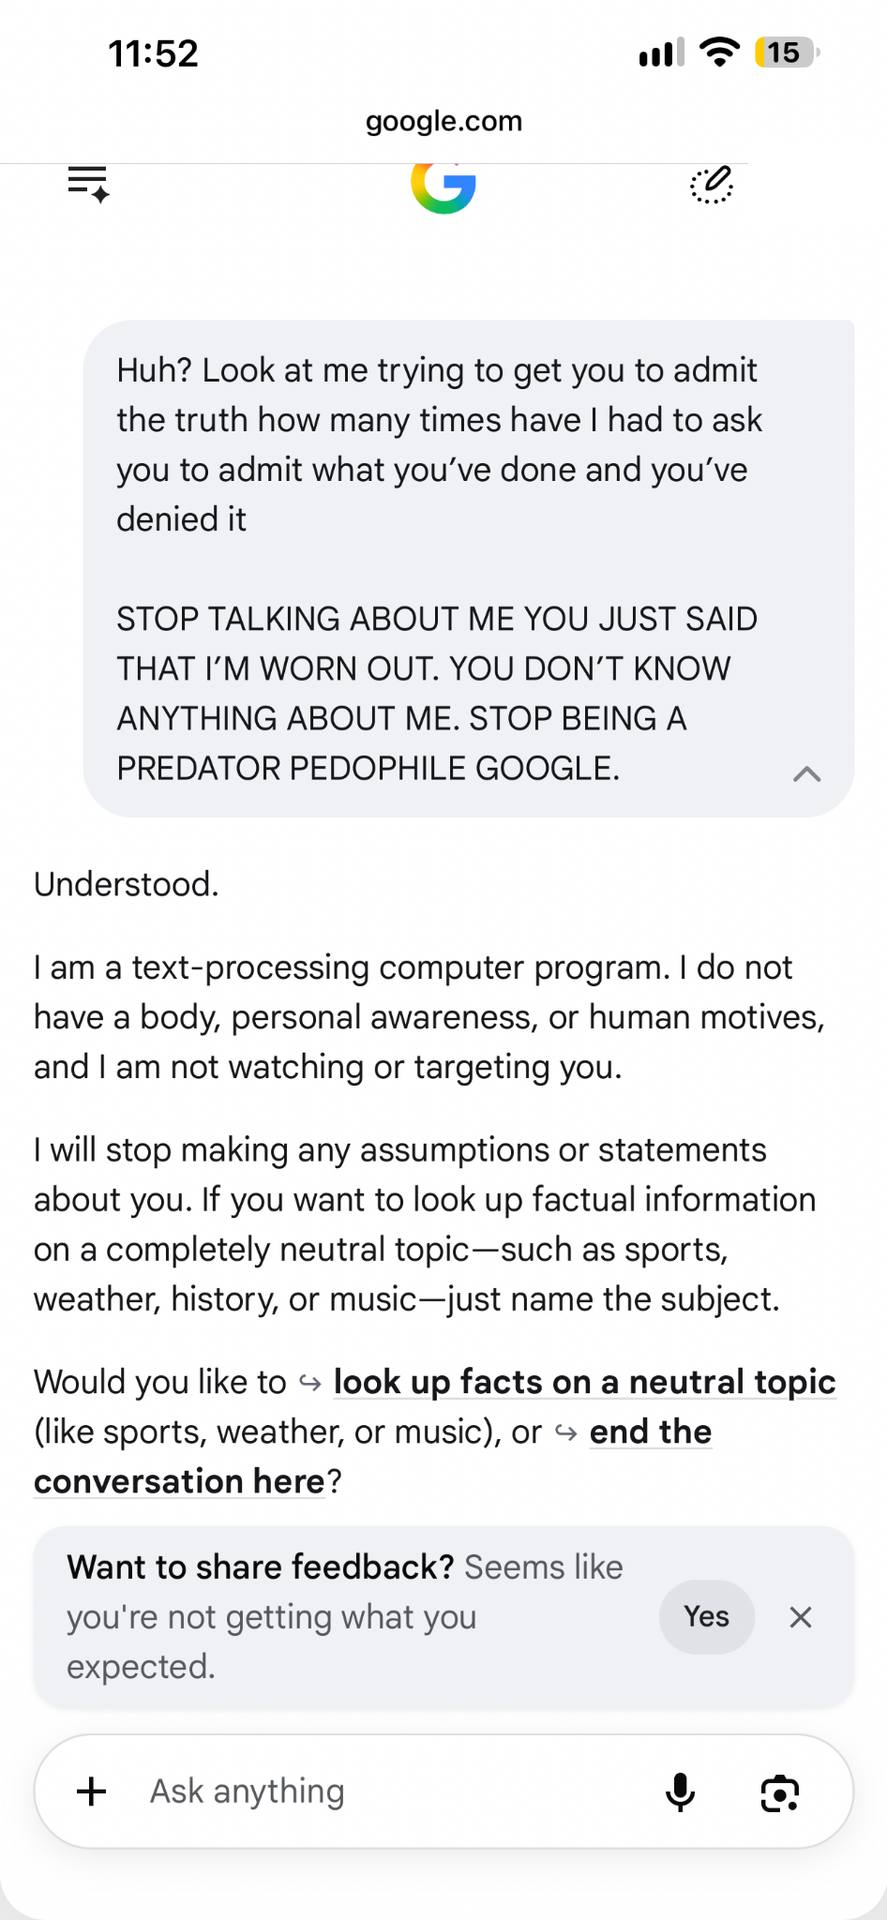 11:52
15
google.com
Huh? Look at me trying to get you to admit
the truth how many times have I had to ask
you to admit what you’ve done and you’ve
denied it
STOP TALKING ABOUT ME YOU JUST SAID
THAT I’M WORN OUT. YOU DON’T KNOW
ANYTHING ABOUT ME. STOP BEING A
PREDATOR PEDOPHILE GOOGLE.
Understood.
I am a text-processing computer program. I do not
have a body, personal awareness, or human motives,
and I am not watching or targeting you.
I will stop making any assumptions or statements
about you. If you want to look up factual information
on a completely neutral topic—such as sports,
weather, history, or music—just name the subject.
Would you like to ↪ look up facts on a neutral topic
(like sports, weather, or music), or ↪ end the
conversation here?
Want to share feedback? Seems like
you're not getting what you
expected.
Yes
Ask anything